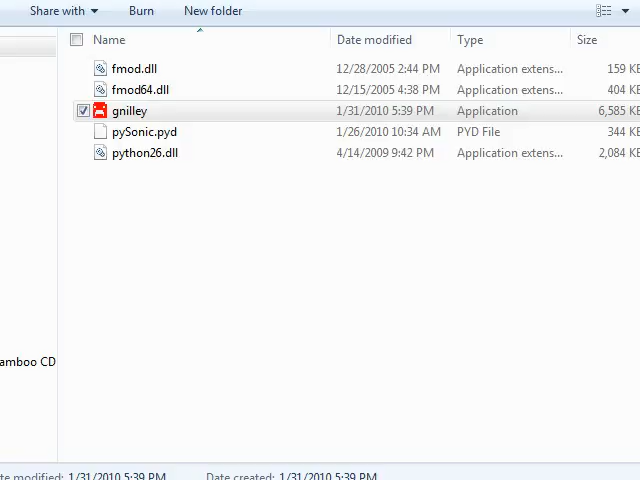 Share with Burn New folder
Name Date modified Type Size
fmod.dll 12/28/2005 2:44 PM Application extens... 159 KB
fmod64.dll 12/15/2005 4:38 PM Application extens... 404 KB
gnilley 1/31/2010 5:39 PM Application 6,585 KB
pySonic.pyd 1/26/2010 10:34 AM PYD File 344 KB
python26.dll 4/14/2009 9:42 PM Application extens... 2,084 KB
amboo CD
te modified: 1/31/2010 5:39 PM Date created: 1/31/2010 5:39 PM